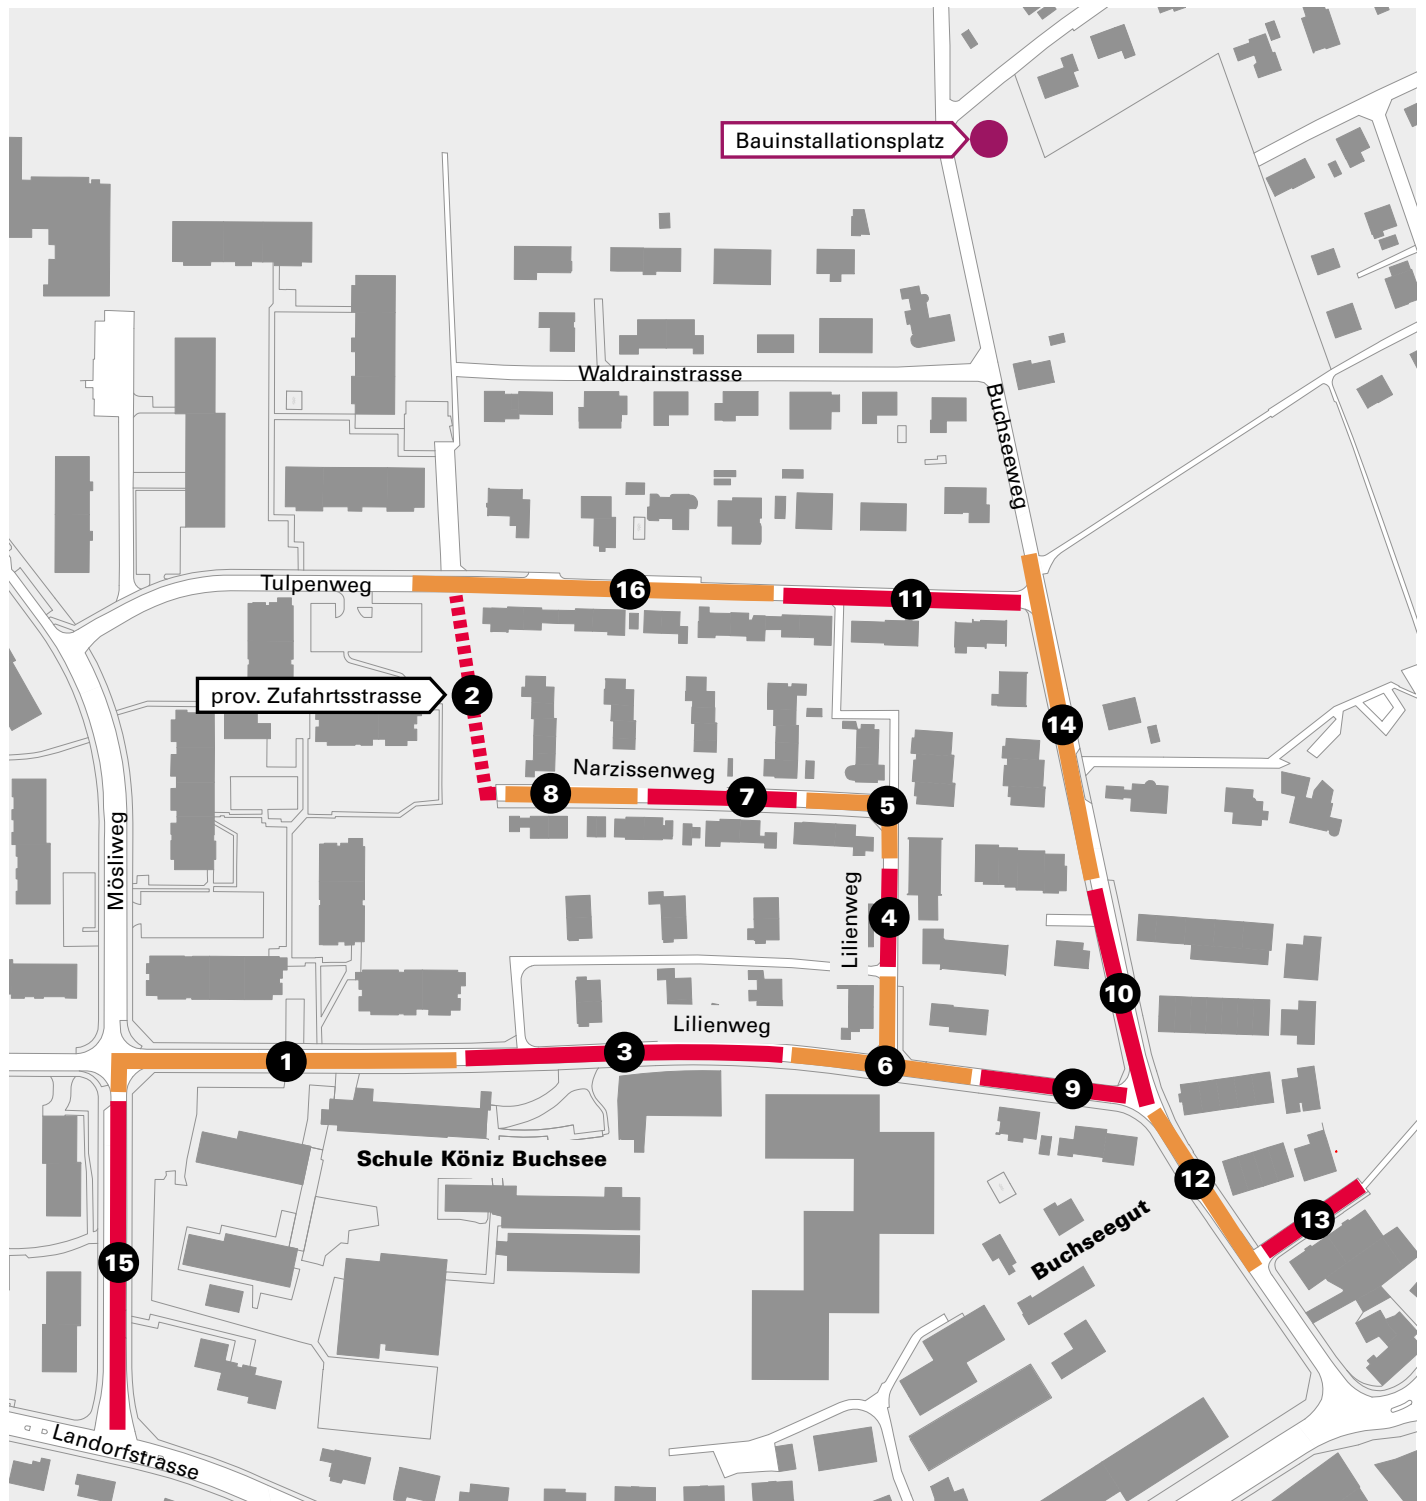 Bauinstallationsplatz
Waldrainstrasse
Buchseeweg
Tulpenweg
16
11
prov. Zufahrtsstrasse
2
14
Narzissenweg
8
7
5
Mösliweg
Lilienweg
4
10
Lilienweg
1
3
6
9
Schule Köniz Buchsee
12
13
Buchseegut
15
Landorfstrasse